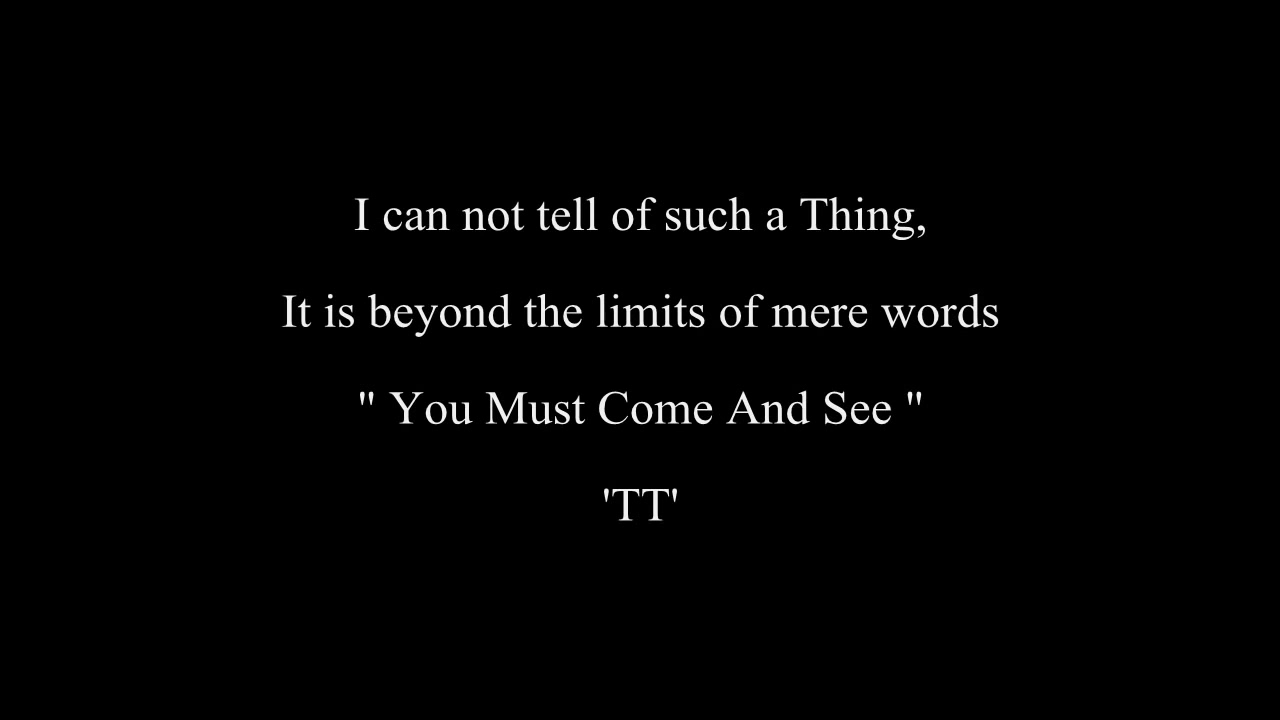 I can not tell of such a Thing,
It is beyond the limits of mere words
" You Must Come And See "
'TT'